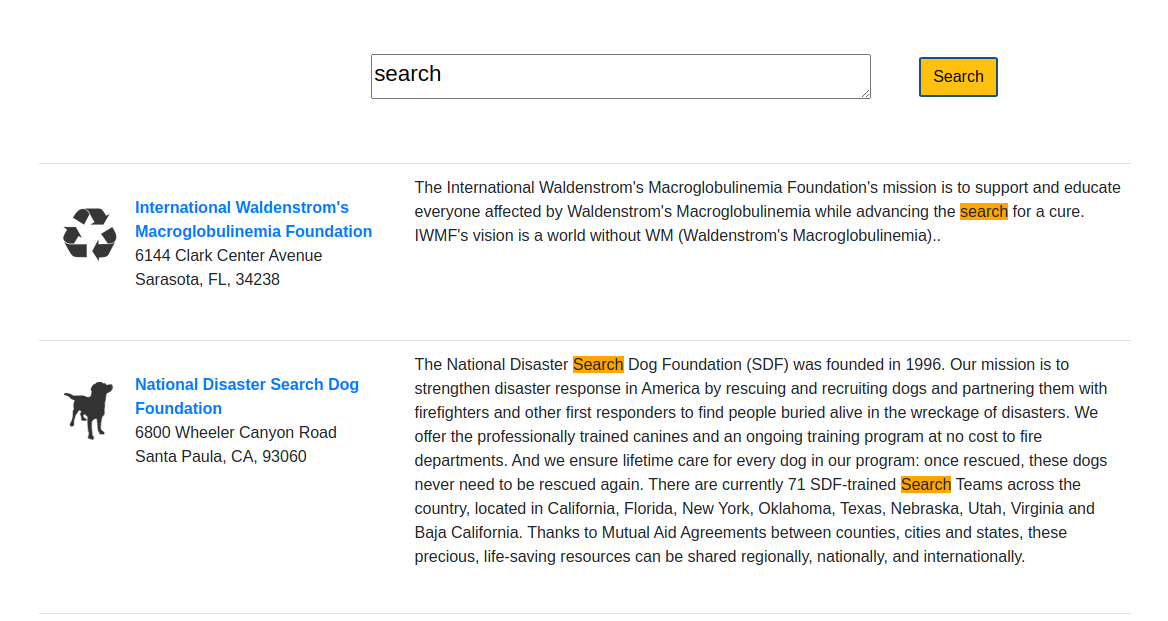 search
Search
International Waldenstrom's
Macroglobulinemia Foundation
6144 Clark Center Avenue
Sarasota, FL, 34238
The International Waldenstrom's Macroglobulinemia Foundation's mission is to support and educate
everyone affected by Waldenstrom's Macroglobulinemia while advancing the search for a cure.
IWMF's vision is a world without WM (Waldenstrom's Macroglobulinemia)..
National Disaster Search Dog
Foundation
6800 Wheeler Canyon Road
Santa Paula, CA, 93060
The National Disaster Search Dog Foundation (SDF) was founded in 1996. Our mission is to
strengthen disaster response in America by rescuing and recruiting dogs and partnering them with
firefighters and other first responders to find people buried alive in the wreckage of disasters. We
offer the professionally trained canines and an ongoing training program at no cost to fire
departments. And we ensure lifetime care for every dog in our program: once rescued, these dogs
never need to be rescued again. There are currently 71 SDF-trained Search Teams across the
country, located in California, Florida, New York, Oklahoma, Texas, Nebraska, Utah, Virginia and
Baja California. Thanks to Mutual Aid Agreements between counties, cities and states, these
precious, life-saving resources can be shared regionally, nationally, and internationally.